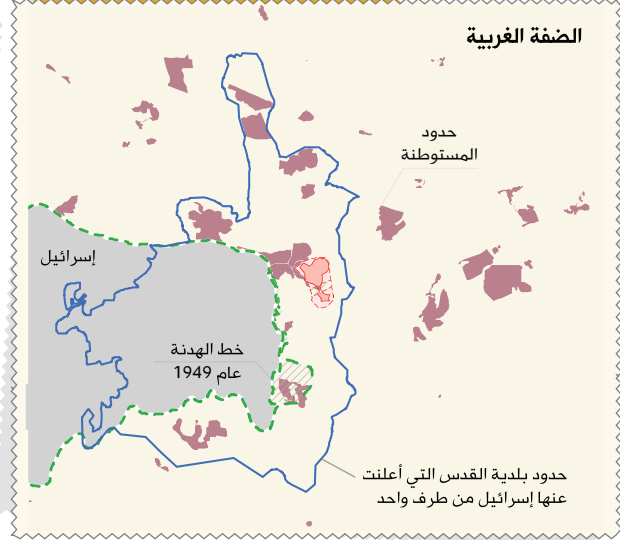 الضفة الغربية
حدود
المستوطنة
إسرائيل
خط الهدنة
عام 1949
حدود بلدية القدس التي أعلنت
عنها إسرائيل من طرف واحد